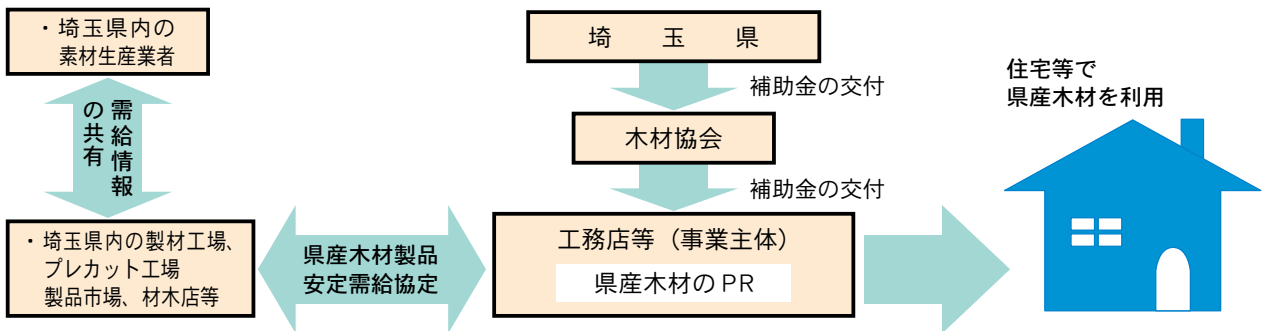 ・埼玉県内の
素材生産業者
需給情報
の共有
・埼玉県内の製材工場、
プレカット工場
製品市場、材木店等
県産木材製品
安定需給協定
埼　玉　県
補助金の交付
木材協会
補助金の交付
工務店等（事業主体）
県産木材のPR
住宅等で
県産木材を利用